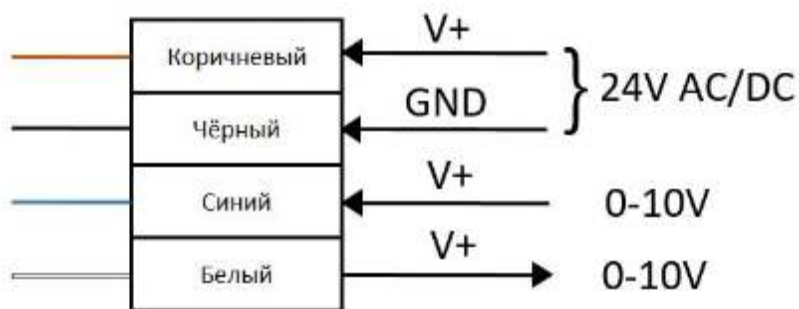 Коричневый V+
Чёрный GND 24V AC/DC
Синий V+ 0-10V
Белый V+ 0-10V